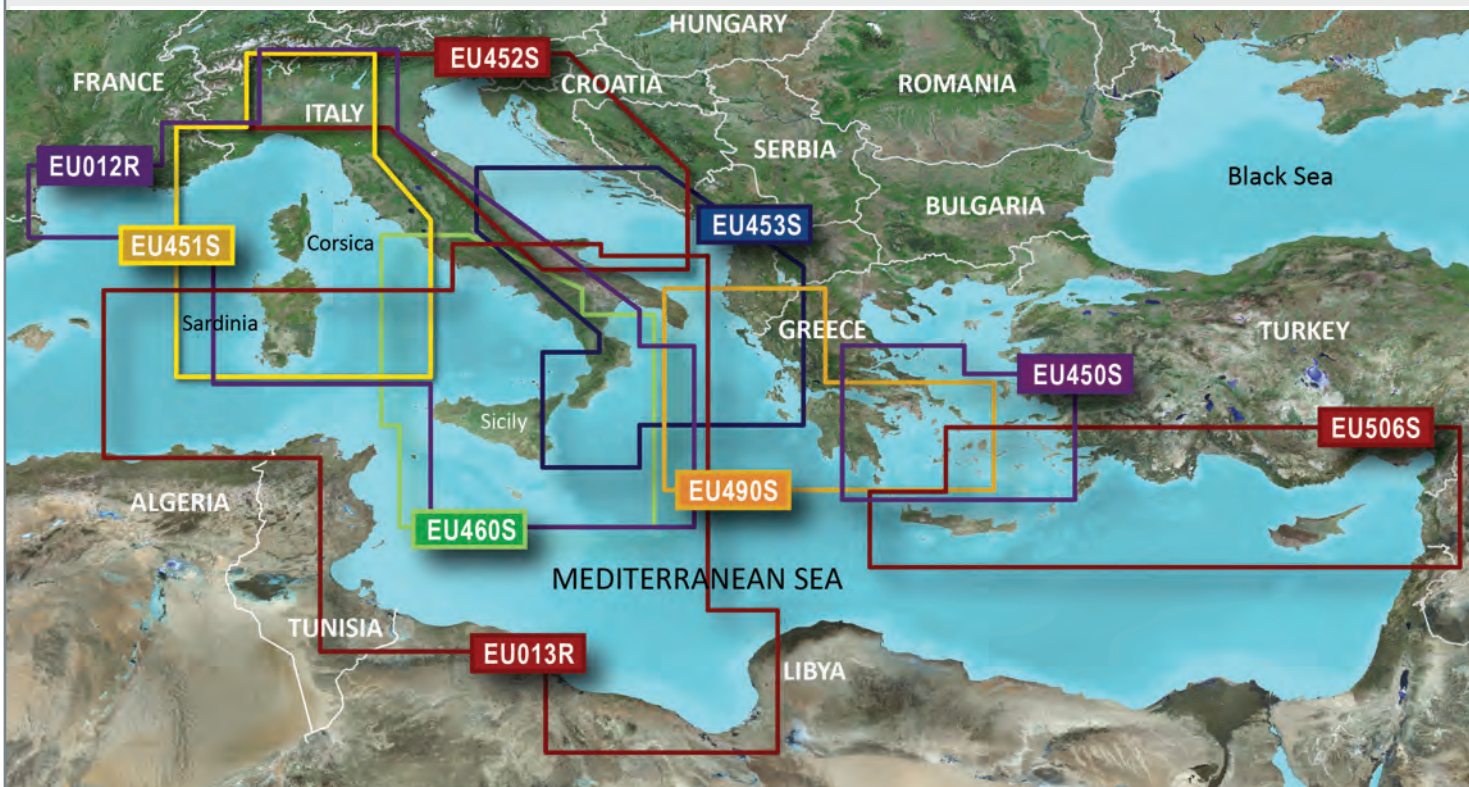 HUNGARY
EU452S
FRANCE
CROATIA
ROMANIA
ITALY
SERBIA
EU012R
Black Sea
BULGARIA
EU453S
EU451S
Corsica
Sardinia
GREECE
TURKEY
EU450S
Sicily
EU506S
EU490S
ALGERIA
EU460S
MEDITERRANEAN SEA
TUNISIA
EU013R
LIBYA